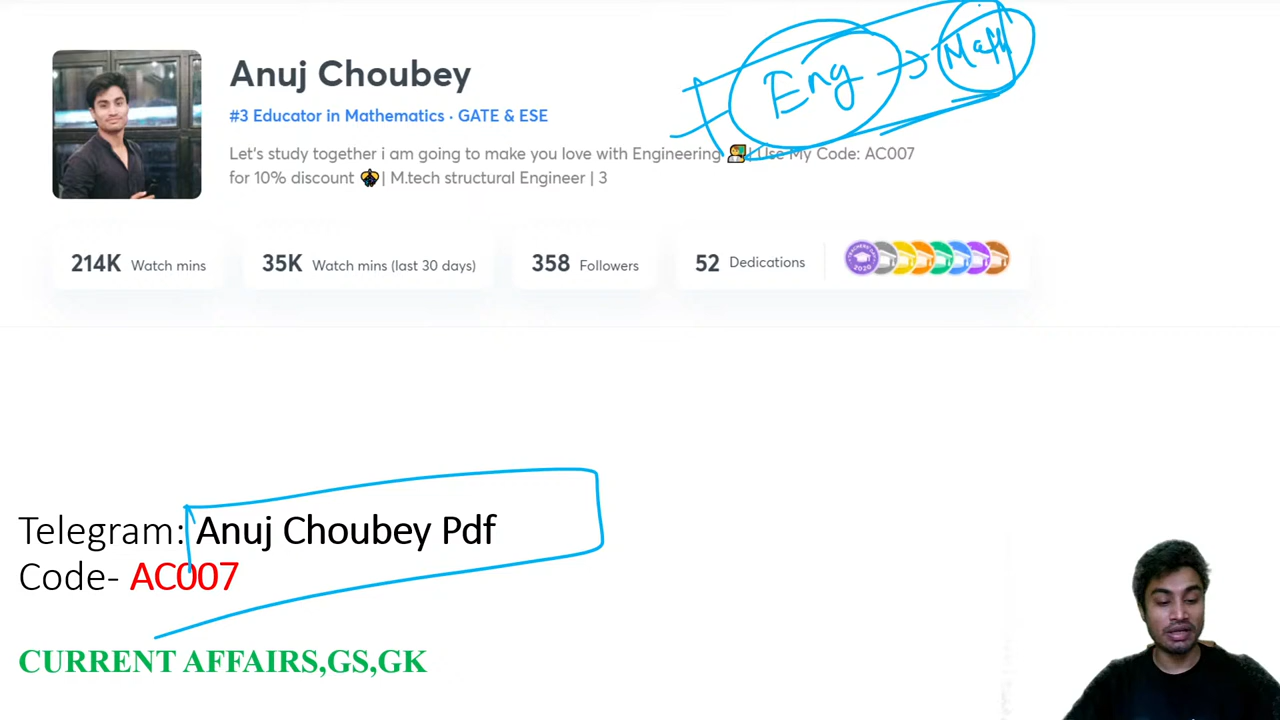 Anuj Choubey
Eng → Math
#3 Educator in Mathematics · GATE & ESE
Let's study together i am going to make you love with Engineering 👨‍🏫| Use My Code: AC007
for 10% discount | M.tech structural Engineer | 3
214K Watch mins
35K Watch mins (last 30 days)
358 Followers
52 Dedications
Telegram: Anuj Choubey Pdf
Code- AC007
CURRENT AFFAIRS,GS,GK